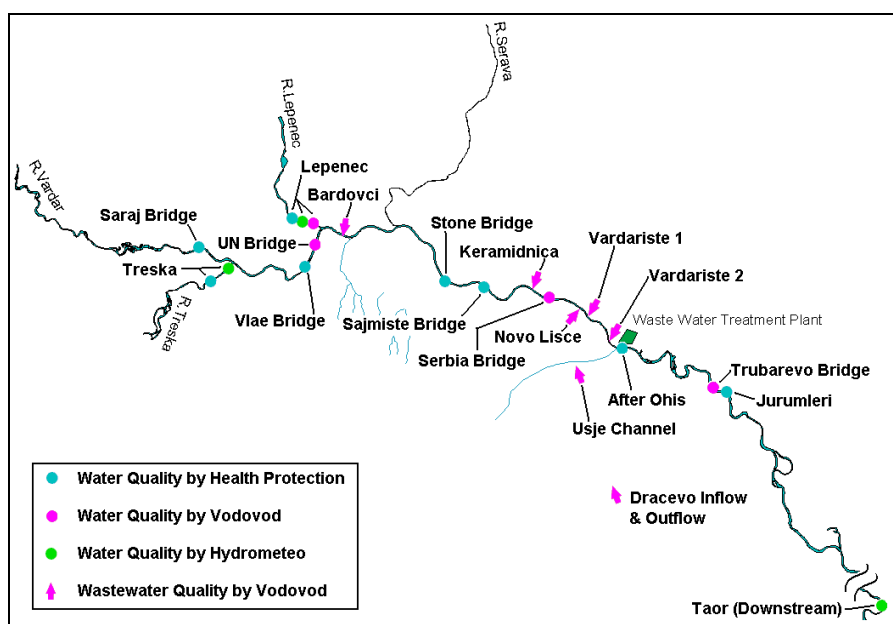 R.Serava
R.Lepenec
R.Vardar
Lepenec
Bardovci
Saraj Bridge
UN Bridge
Stone Bridge
Keramidnica
Vardariste 1
Treska
Vardariste 2
R.Treska
Vlae Bridge
Sajmiste Bridge
Novo Lisce
Waste Water Treatment Plant
Serbia Bridge
Trubarevo Bridge
After Ohis
Jurumleri
Usje Channel
Water Quality by Health Protection
Dracevo Inflow
& Outflow
Water Quality by Vodovod
Water Quality by Hydrometeo
Wastewater Quality by Vodovod
Taor (Downstream)